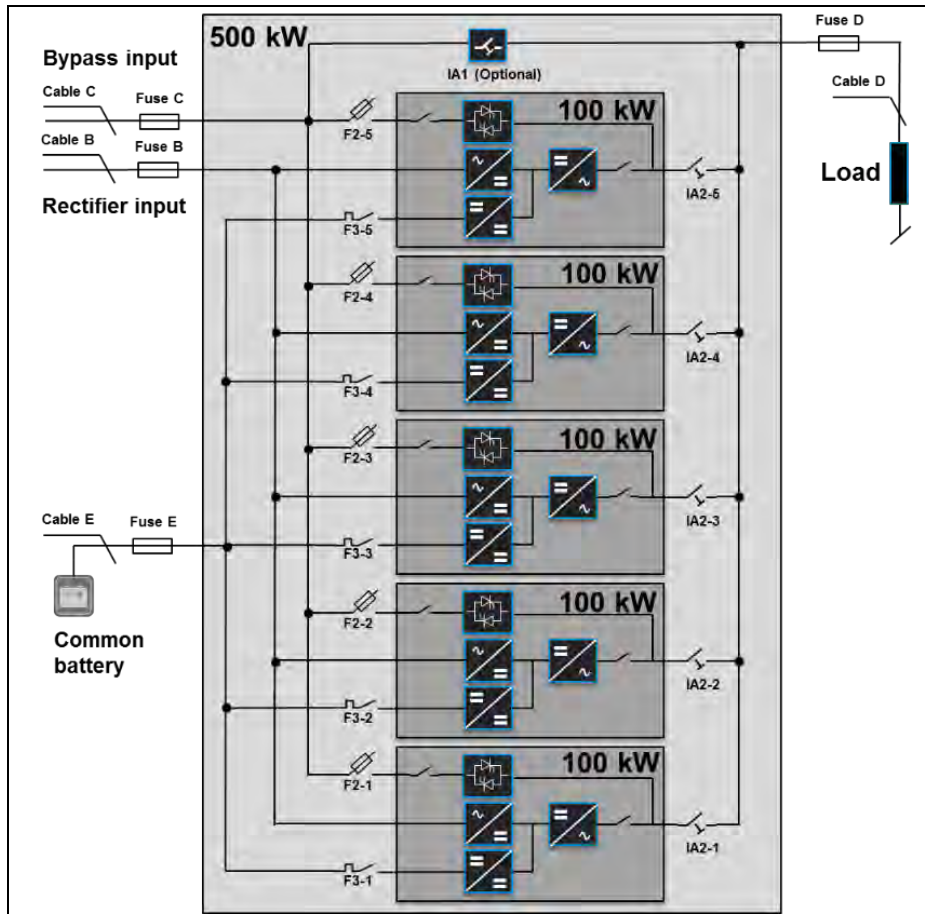 500 kW
Fuse D
Bypass input
IA1 (Optional)
Cable C
Fuse C
Cable D
Cable B
Fuse B
F2-5
100 kW
Rectifier input
IA2-5
Load
F3-5
100 kW
F2-4
IA2-4
F3-4
100 kW
F2-3
IA2-3
Cable E
Fuse E
F3-3
100 kW
F2-2
Common
battery
IA2-2
F3-2
100 kW
F2-1
IA2-1
F3-1